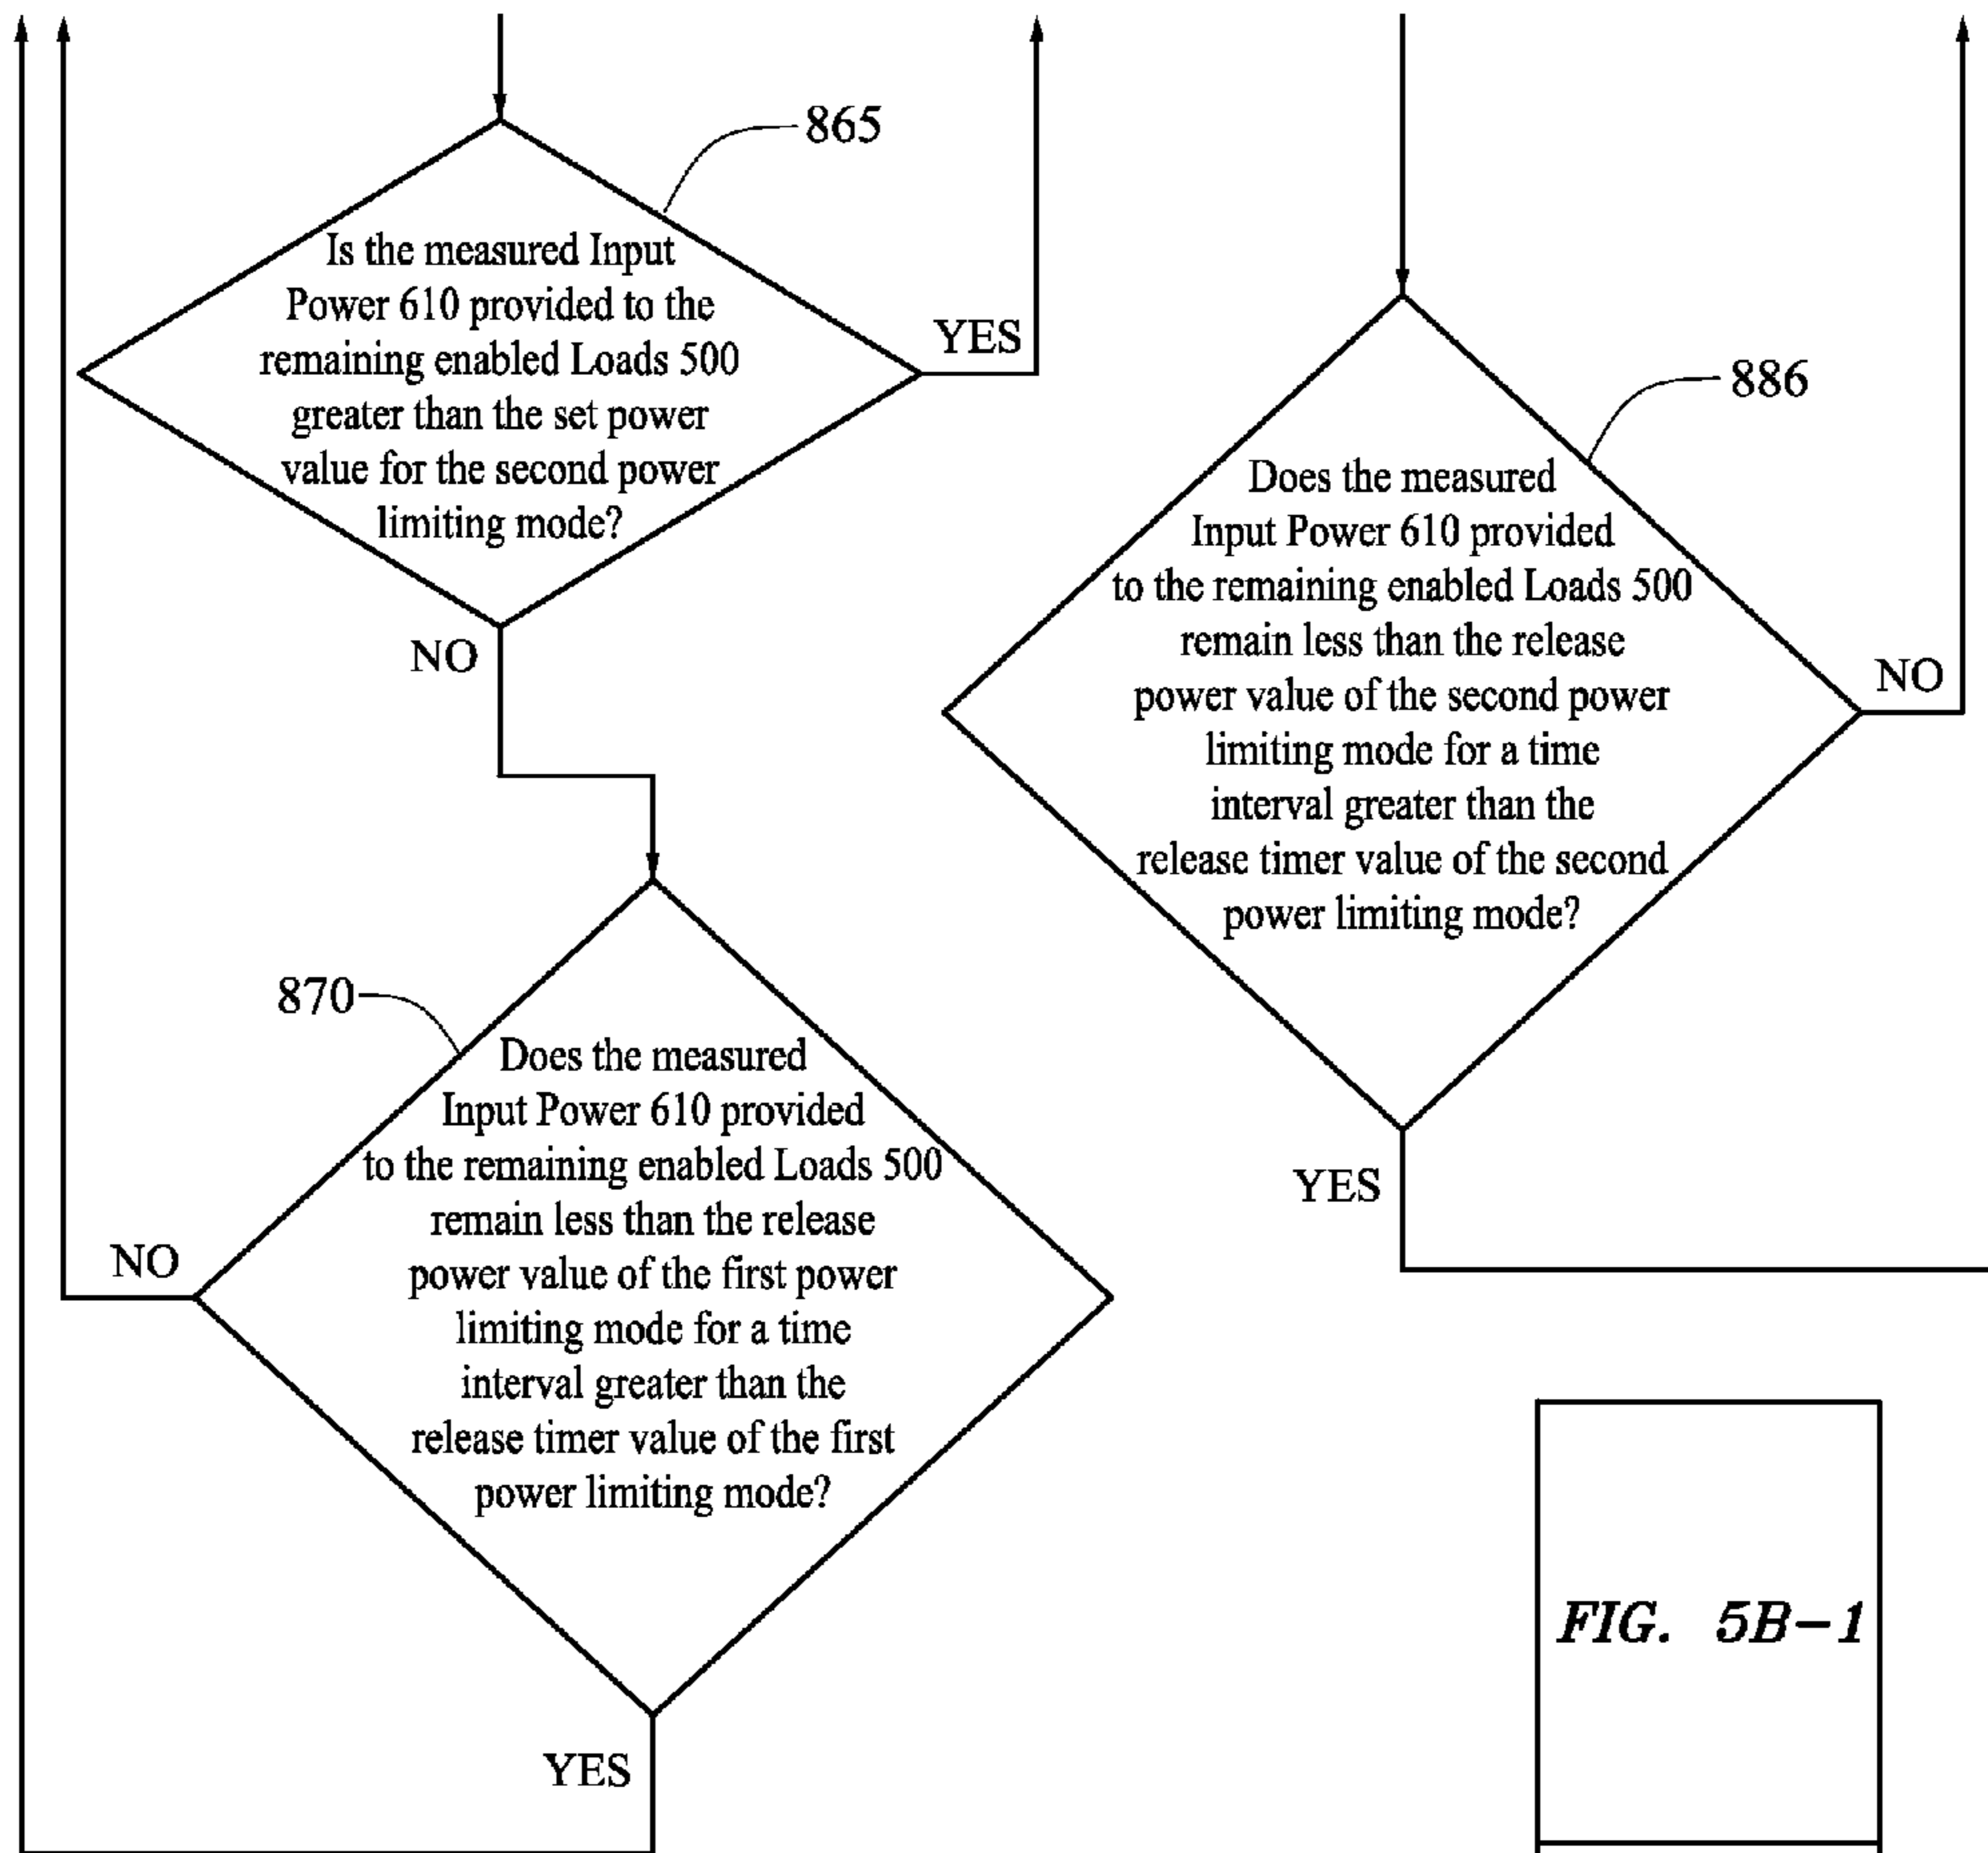 865
Is the measured Input
Power 610 provided to the
remaining enabled Loads 500
greater than the set power
value for the second power
limiting mode?
YES
NO
886
Does the measured
Input Power 610 provided
to the remaining enabled Loads 500
remain less than the release
power value of the second power
limiting mode for a time
interval greater than the
release timer value of the second
power limiting mode?
NO
YES
870
Does the measured
Input Power 610 provided
to the remaining enabled Loads 500
remain less than the release
power value of the first power
limiting mode for a time
interval greater than the
release timer value of the first
power limiting mode?
NO
YES
FIG. 5B-1